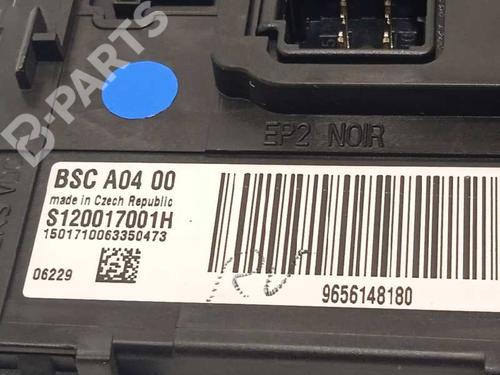 B-PARTS
EP2 NOIR
BSC A04 00
made in Czech Republic
S120017001H
1501710063350473
06229
9656148180